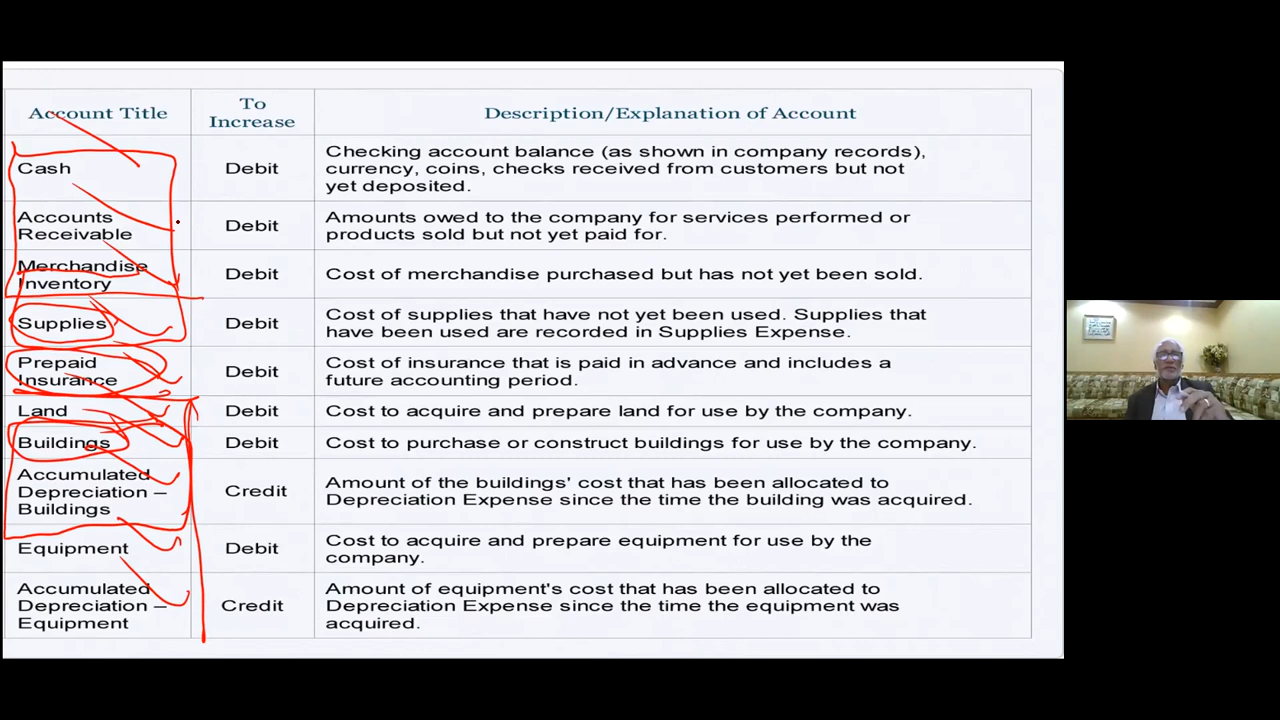 Account Title
To
Increase
Description/Explanation of Account
Cash
Debit
Checking account balance (as shown in company records),
currency, coins, checks received from customers but not
yet deposited.
Accounts
Receivable
Debit
Amounts owed to the company for services performed or
products sold but not yet paid for.
Merchandise
Inventory
Debit
Cost of merchandise purchased but has not yet been sold.
Supplies
Debit
Cost of supplies that have not yet been used. Supplies that
have been used are recorded in Supplies Expense.
Prepaid
Insurance
Debit
Cost of insurance that is paid in advance and includes a
future accounting period.
Land
Debit
Cost to acquire and prepare land for use by the company.
Buildings
Debit
Cost to purchase or construct buildings for use by the company.
Accumulated
Depreciation –
Buildings
Credit
Amount of the buildings' cost that has been allocated to
Depreciation Expense since the time the building was acquired.
Equipment
Debit
Cost to acquire and prepare equipment for use by the
company.
Accumulated
Depreciation –
Equipment
Credit
Amount of equipment's cost that has been allocated to
Depreciation Expense since the time the equipment was
acquired.